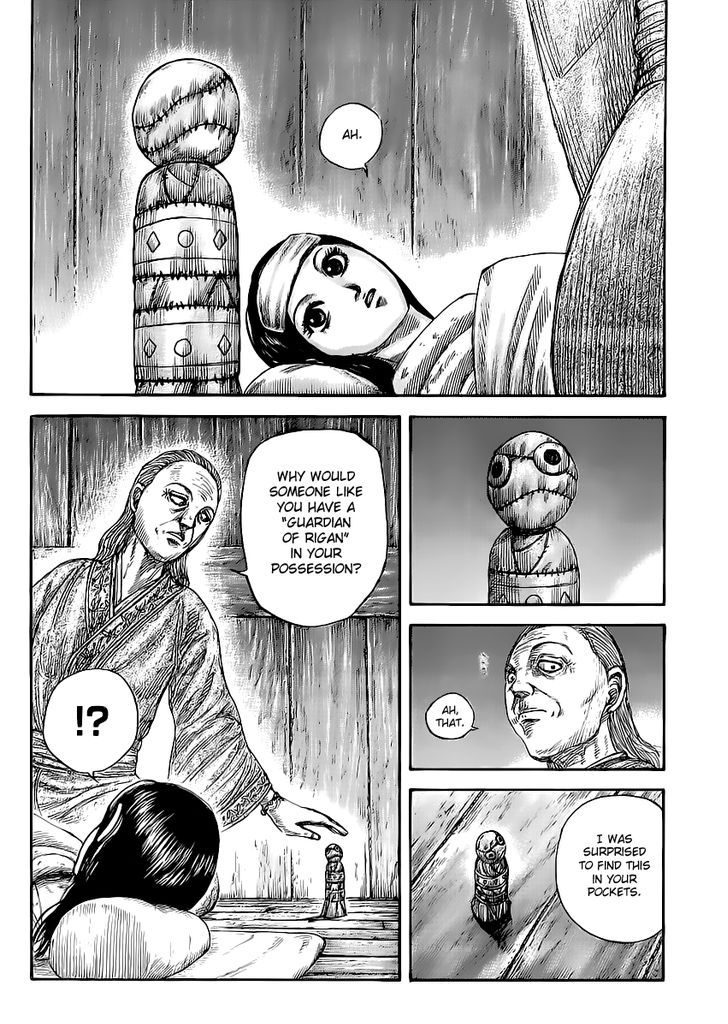 AH.
AH,
THAT.
I WAS
SURPRISED
TO FIND THIS
IN YOUR
POCKETS.
WHY WOULD
SOMEONE LIKE
YOU HAVE A
"GUARDIAN
OF RIGAN"
IN YOUR
POSSESSION?
!?